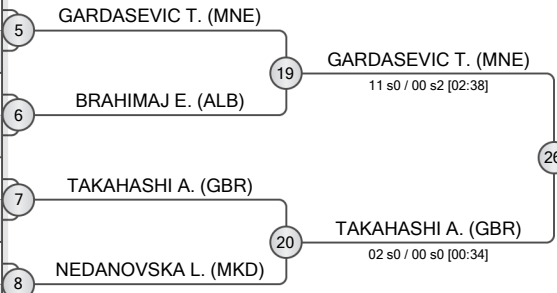 GARDASEVIC T. (MNE)
5
19
GARDASEVIC T. (MNE)
11 s0 / 00 s2 [02:38]
BRAHIMAJ E. (ALB)
6
26
TAKAHASHI A. (GBR)
7
20
TAKAHASHI A. (GBR)
02 s0 / 00 s0 [00:34]
NEDANOVSKA L. (MKD)
8